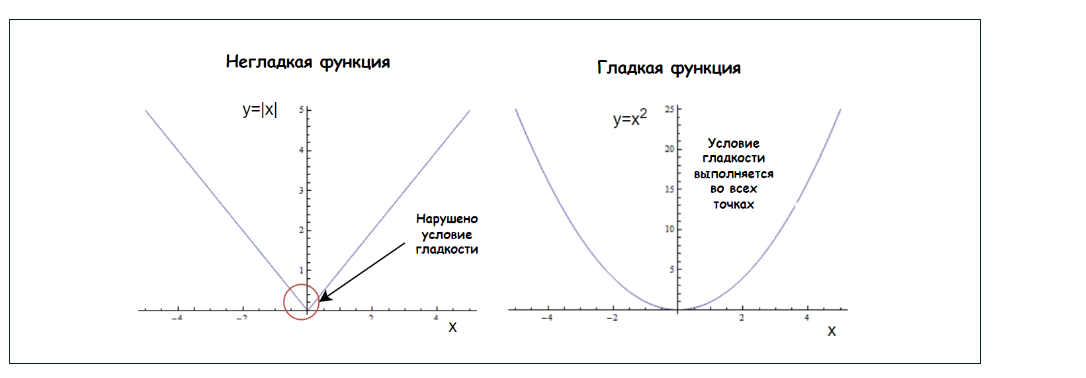 Негладкая функция
y=|x|
5
4
3
2
1
Нарушено
условие
гладкости
-4
-2
2
4
x
Гладкая функция
y=x²
25
20
15
10
5
Условие
гладкости
выполняется
во всех
точках
-4
-2
2
4
x